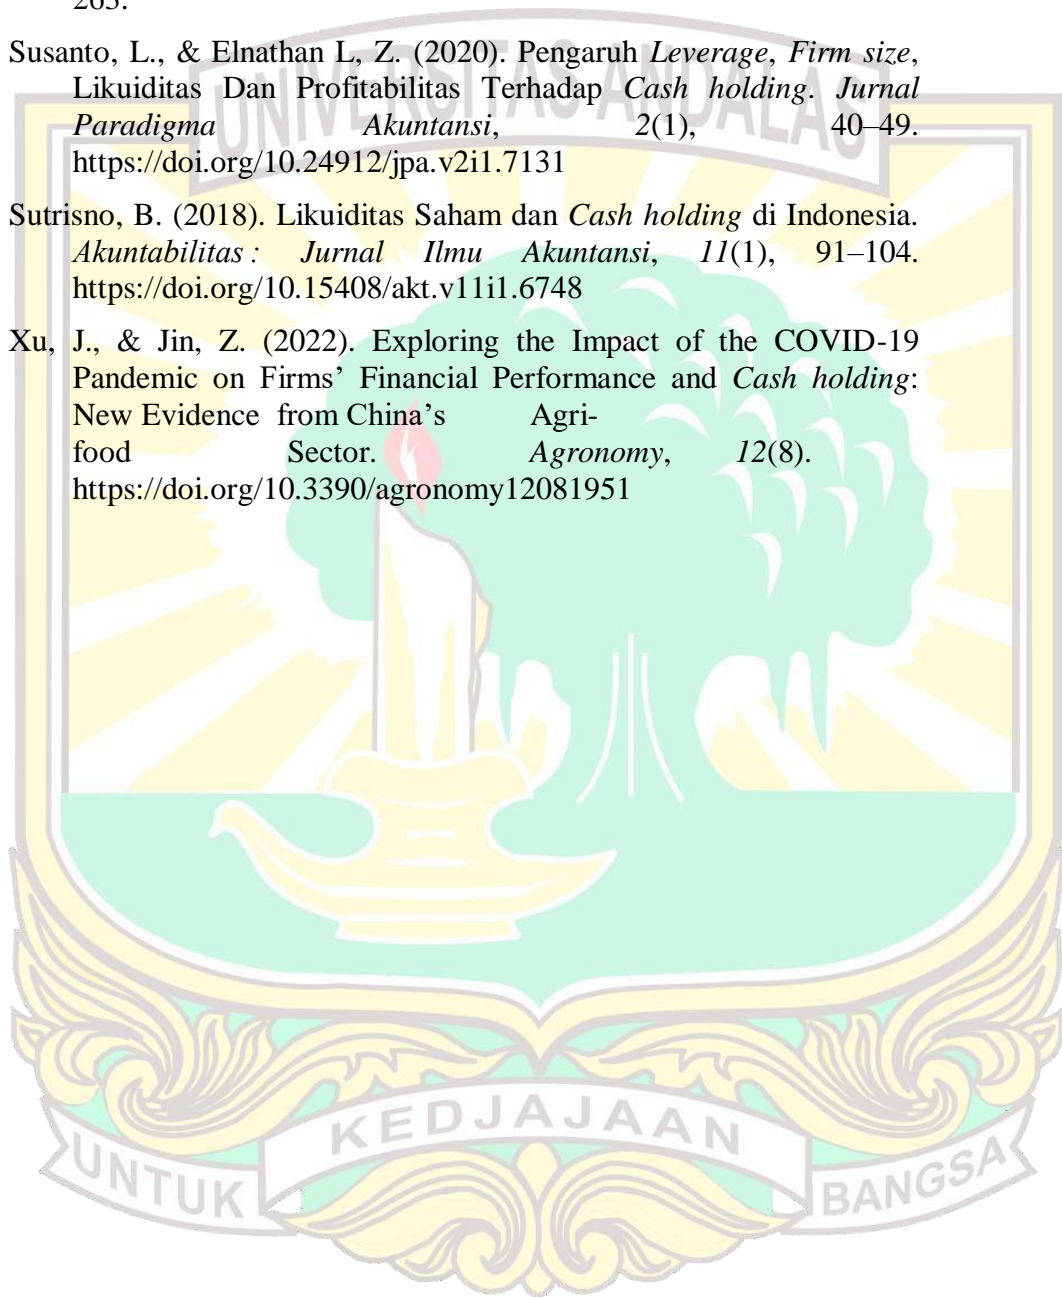 265.
Susanto, L., & Elnathan L, Z. (2020). Pengaruh Leverage, Firm size,
Likuiditas Dan Profitabilitas Terhadap Cash holding. Jurnal
Paradigma Akuntansi, 2(1), 40–49.
https://doi.org/10.24912/jpa.v2i1.7131
Sutrisno, B. (2018). Likuiditas Saham dan Cash holding di Indonesia.
Akuntabilitas : Jurnal Ilmu Akuntansi, 11(1), 91–104.
https://doi.org/10.15408/akt.v11i1.6748
Xu, J., & Jin, Z. (2022). Exploring the Impact of the COVID-19
Pandemic on Firms’ Financial Performance and Cash holding:
New Evidence from China’s Agri-
food Sector. Agronomy, 12(8).
https://doi.org/10.3390/agronomy12081951
UNIVERSITAS ANDALAS
UNTUK KEDJAJAAN BANGSA